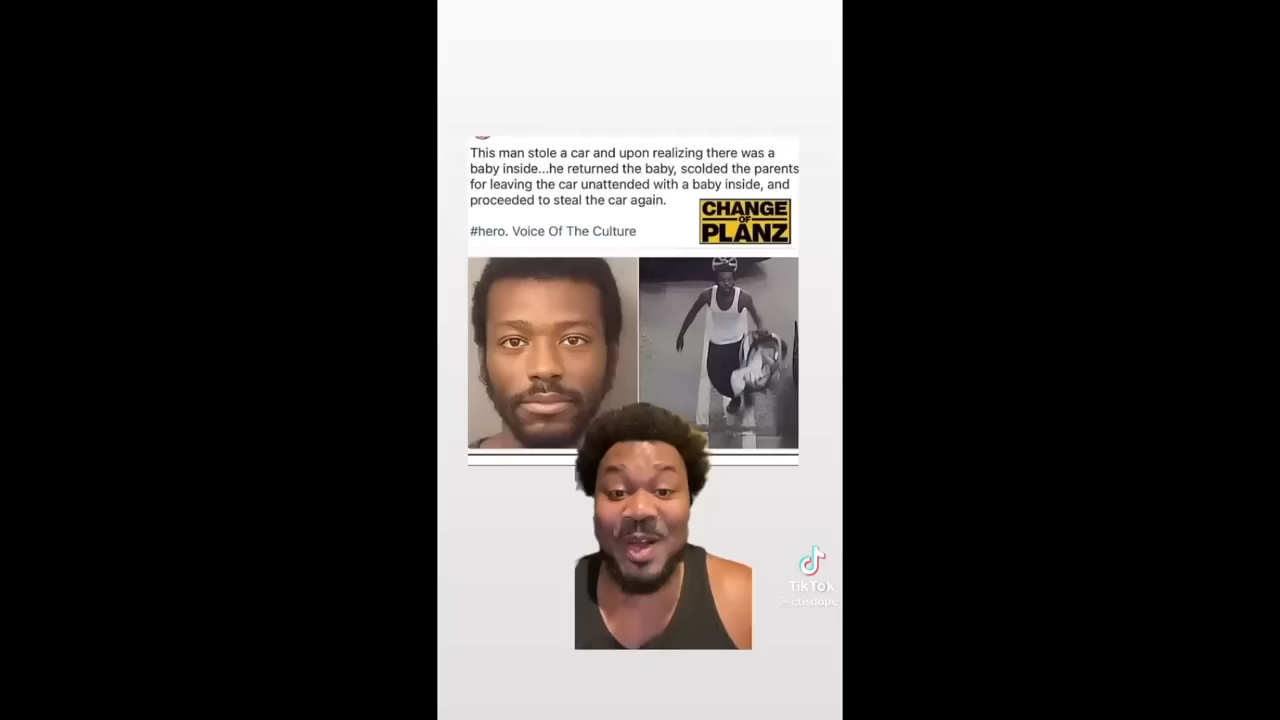 This man stole a car and upon realizing there was a
baby inside...he returned the baby, scolded the parents
for leaving the car unattended with a baby inside, and
proceeded to steal the car again.
#hero. Voice Of The Culture
CHANGE
OF
PLANZ
TikTok